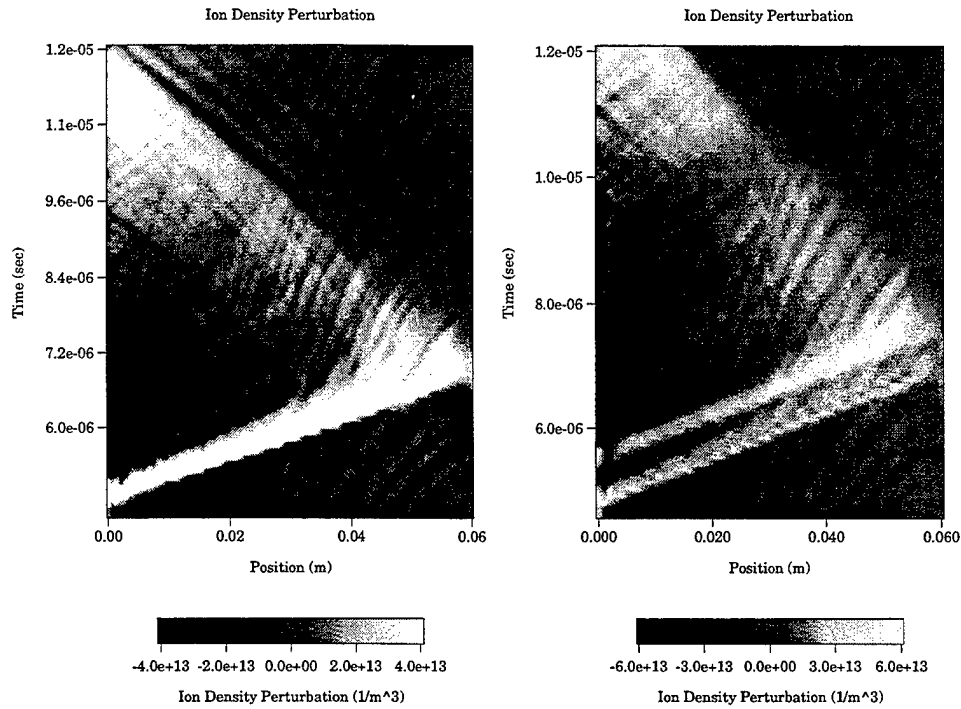 Ion Density Perturbation
1.2e-05
1.1e-05
9.6e-06
8.4e-06
7.2e-06
6.0e-06
Time (sec)
0.00 0.02 0.04 0.06
Position (m)
-4.0e+13 -2.0e+13 0.0e+00 2.0e+13 4.0e+13
Ion Density Perturbation (1/m^3)
Ion Density Perturbation
1.2e-05
1.0e-05
8.0e-06
6.0e-06
Time (sec)
0.000 0.020 0.040 0.060
Position (m)
-6.0e+13 -3.0e+13 0.0e+00 3.0e+13 6.0e+13
Ion Density Perturbation (1/m^3)